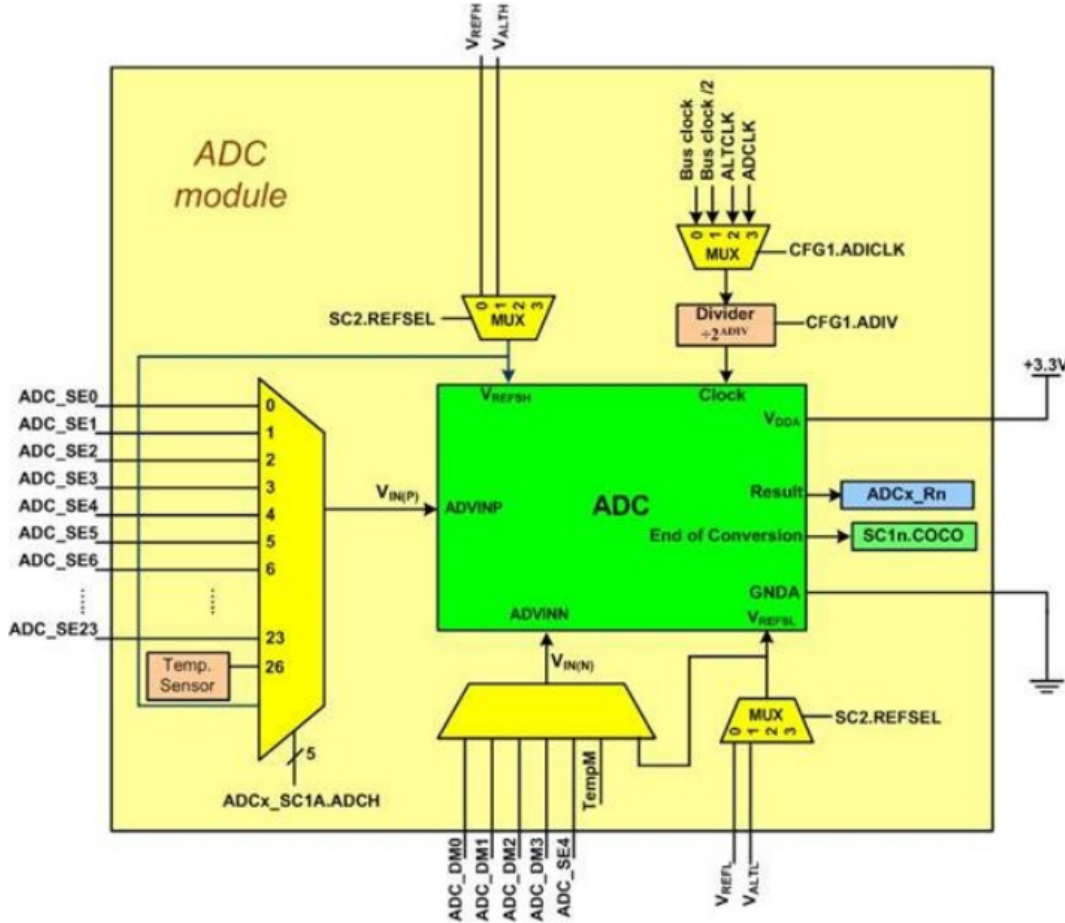 VREFH
VALTH
ADC
module
Bus clock
Bus clock /2
ALTCLK
ADCLK
0
1
2
3
MUX
CFG1.ADICLK
0
1
2
3
MUX
SC2.REFSEL
Divider
÷2^ADIV
CFG1.ADIV
+3.3V
ADC_SE0
ADC_SE1
ADC_SE2
ADC_SE3
ADC_SE4
ADC_SE5
ADC_SE6
.....
ADC_SE23
0
1
2
3
4
5
6
.....
23
26
Temp.
Sensor
5
ADCx_SC1A.ADCH
VIN(P)
VREFSH
Clock
VDDA
ADVINP
ADC
Result
ADCx_Rn
End of Conversion
SC1n.COCO
GNDA
ADVINN
VREFSL
VIN(N)
TempM
MUX
0
1
2
3
SC2.REFSEL
ADC_DM0
ADC_DM1
ADC_DM2
ADC_DM3
ADC_SE4
VREFL
VALTL